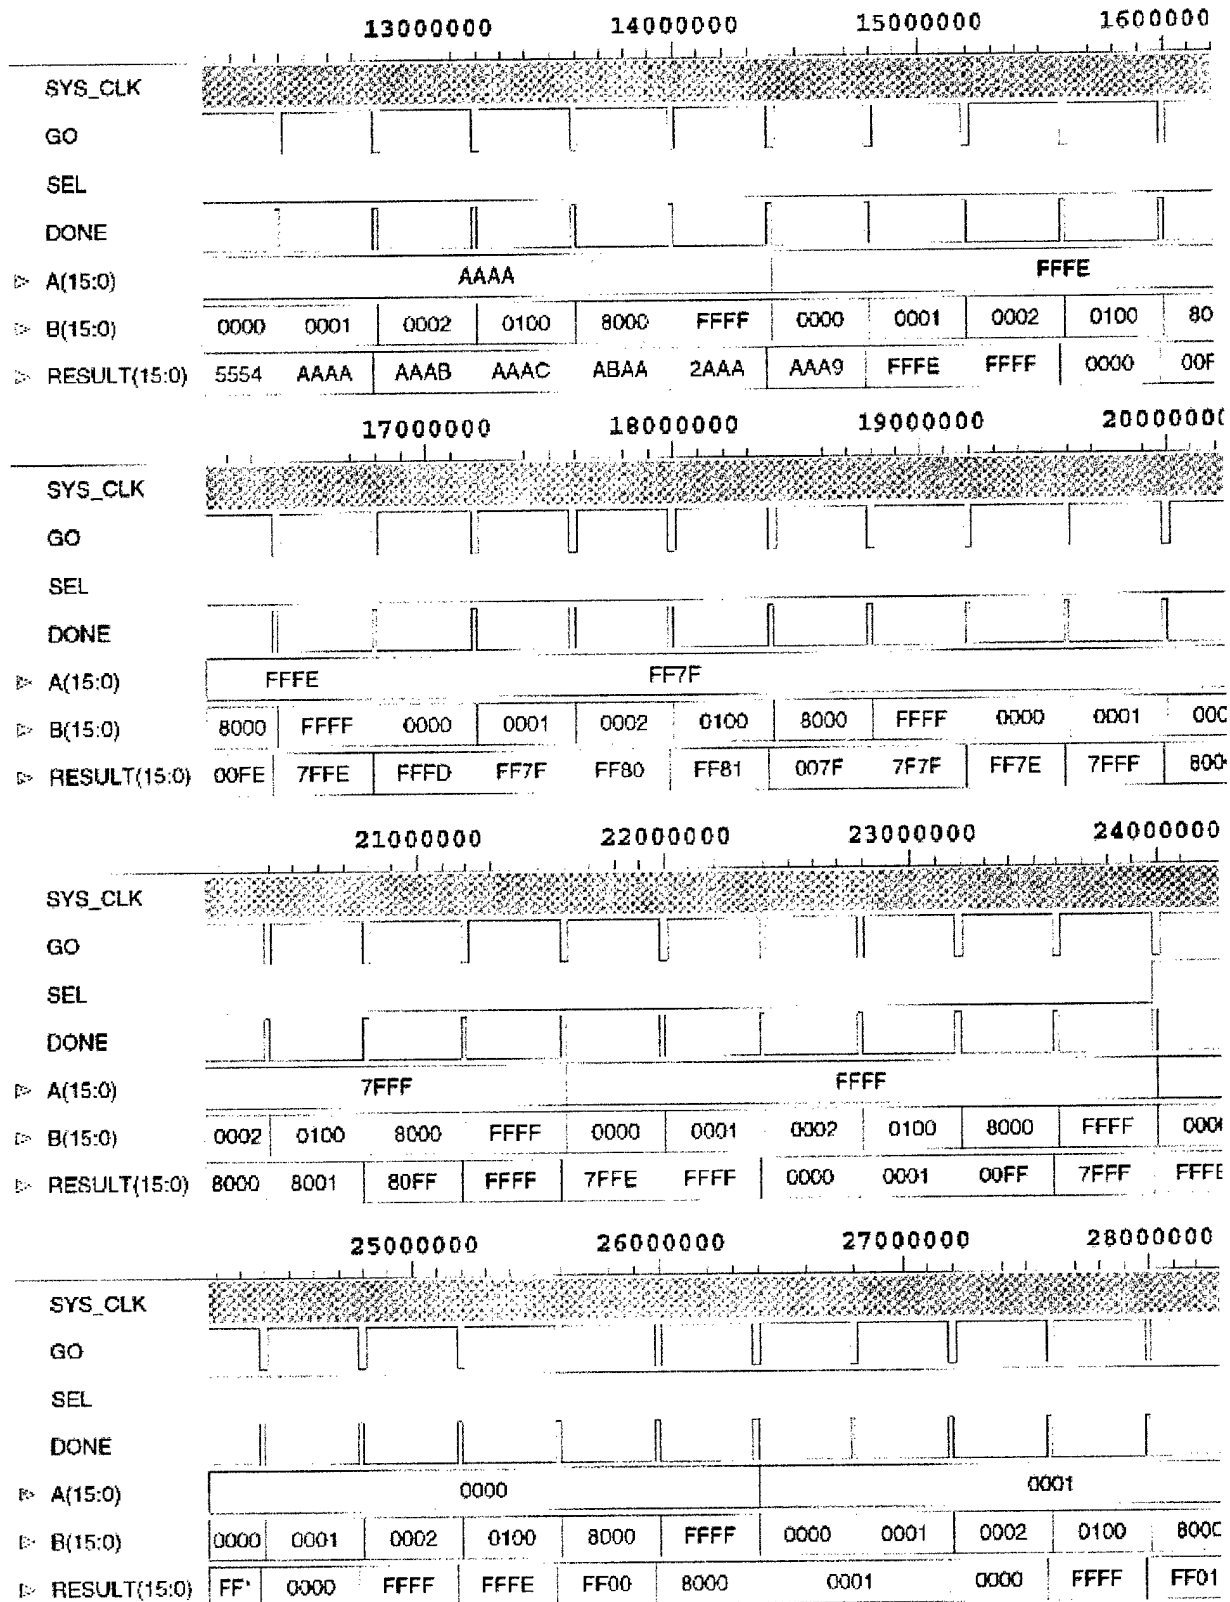 13000000 14000000 15000000 1600000
SYS_CLK
GO
SEL
DONE
A(15:0) AAAA FFFE
B(15:0) 0000 0001 0002 0100 8000 FFFF 0000 0001 0002 0100 80
RESULT(15:0) 5554 AAAA AAAB AAAC ABAA 2AAA AAA9 FFFE FFFF 0000 00F
17000000 18000000 19000000 2000000(
SYS_CLK
GO
SEL
DONE
A(15:0) FFFE FF7F
B(15:0) 8000 FFFF 0000 0001 0002 0100 8000 FFFF 0000 0001 000
RESULT(15:0) 00FE 7FFE FFFD FF7F FF80 FF81 007F 7F7F FF7E 7FFF 800
21000000 22000000 23000000 24000000
SYS_CLK
GO
SEL
DONE
A(15:0) 7FFF FFFF
B(15:0) 0002 0100 8000 FFFF 0000 0001 0002 0100 8000 FFFF 000
RESULT(15:0) 8000 8001 80FF FFFF 7FFE FFFF 0000 0001 00FF 7FFF FFFE
25000000 26000000 27000000 28000000
SYS_CLK
GO
SEL
DONE
A(15:0) 0000 0001
B(15:0) 0000 0001 0002 0100 8000 FFFF 0000 0001 0002 0100 800
RESULT(15:0) FF* 0000 FFFF FFFE FF00 8000 0001 0000 FFFF FF01